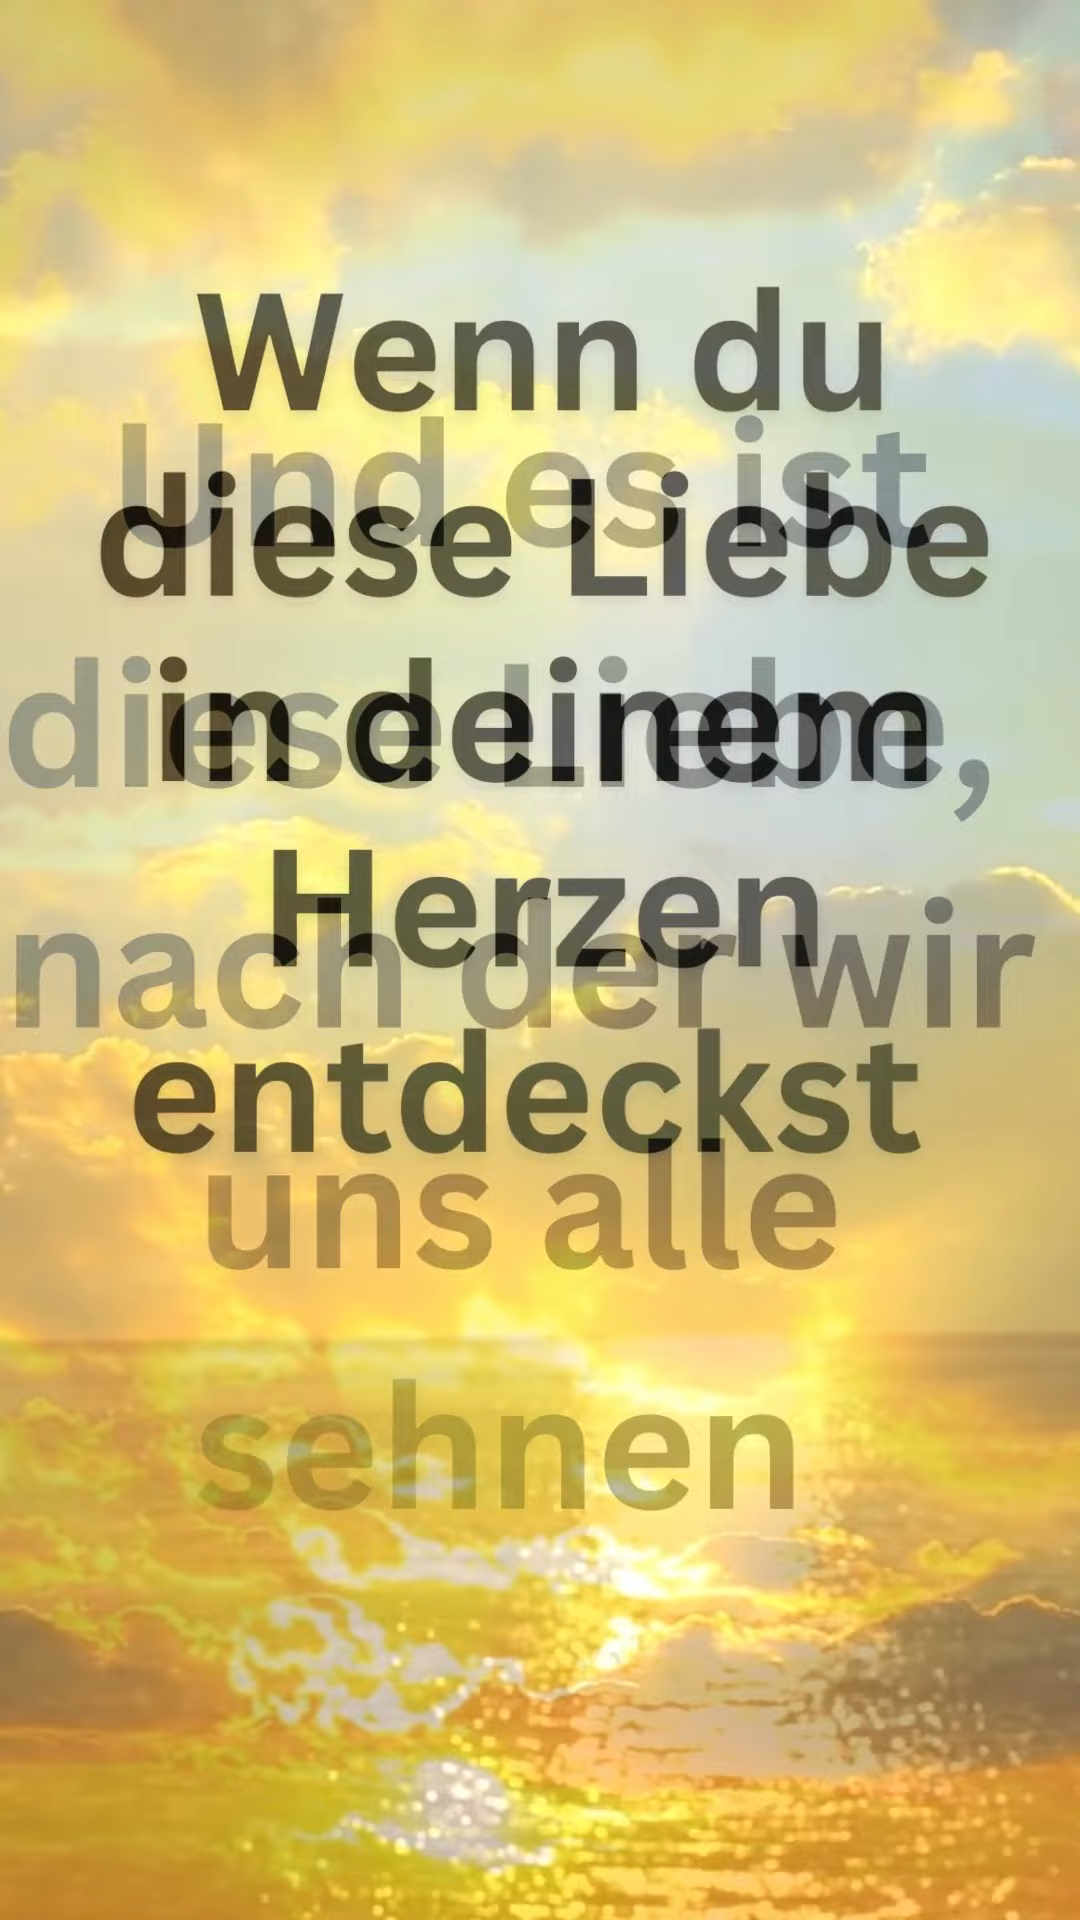 Wenn du
diese Liebe
in deinem
Herzen
entdeckst
Und es ist
diese Liebe,
nach der wir
uns alle
sehnen